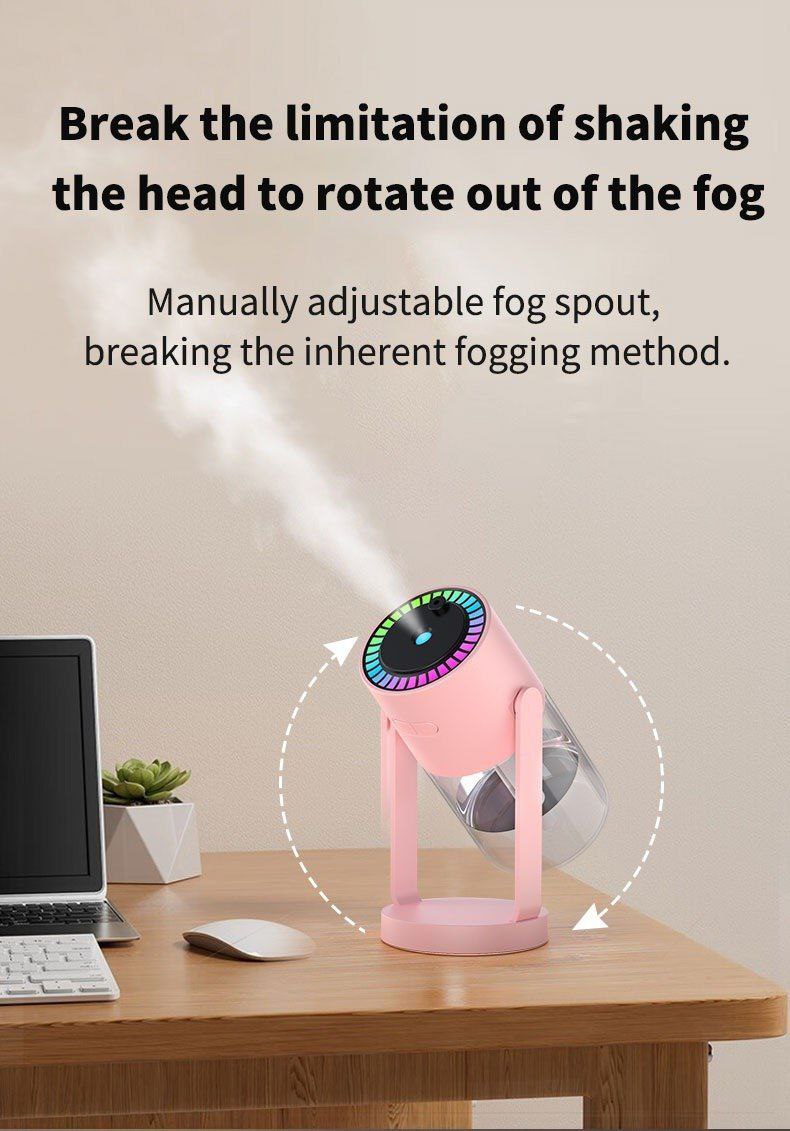 Break the limitation of shaking
the head to rotate out of the fog
Manually adjustable fog spout,
breaking the inherent fogging method.